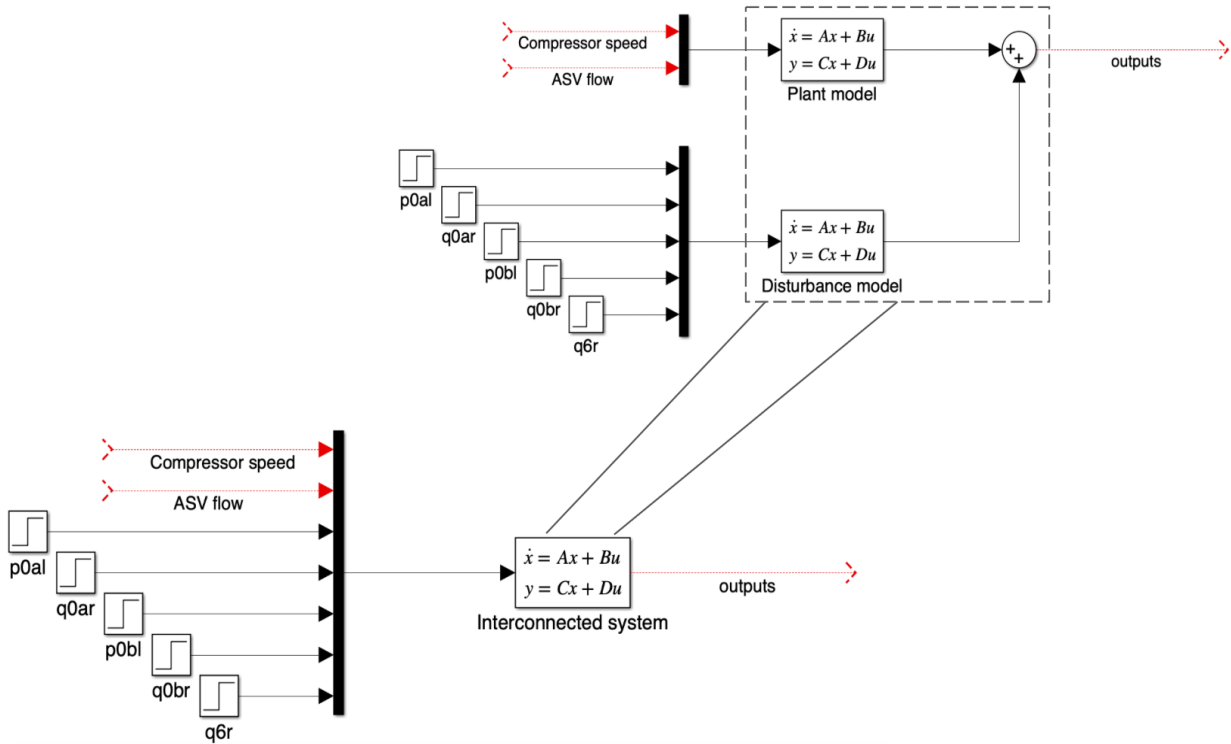 Compressor speed
ASV flow
ẋ = Ax + Bu
y = Cx + Du
Plant model
+
+
outputs
p0al
q0ar
p0bl
q0br
q6r
ẋ = Ax + Bu
y = Cx + Du
Disturbance model
Compressor speed
ASV flow
p0al
q0ar
p0bl
q0br
q6r
ẋ = Ax + Bu
y = Cx + Du
Interconnected system
outputs